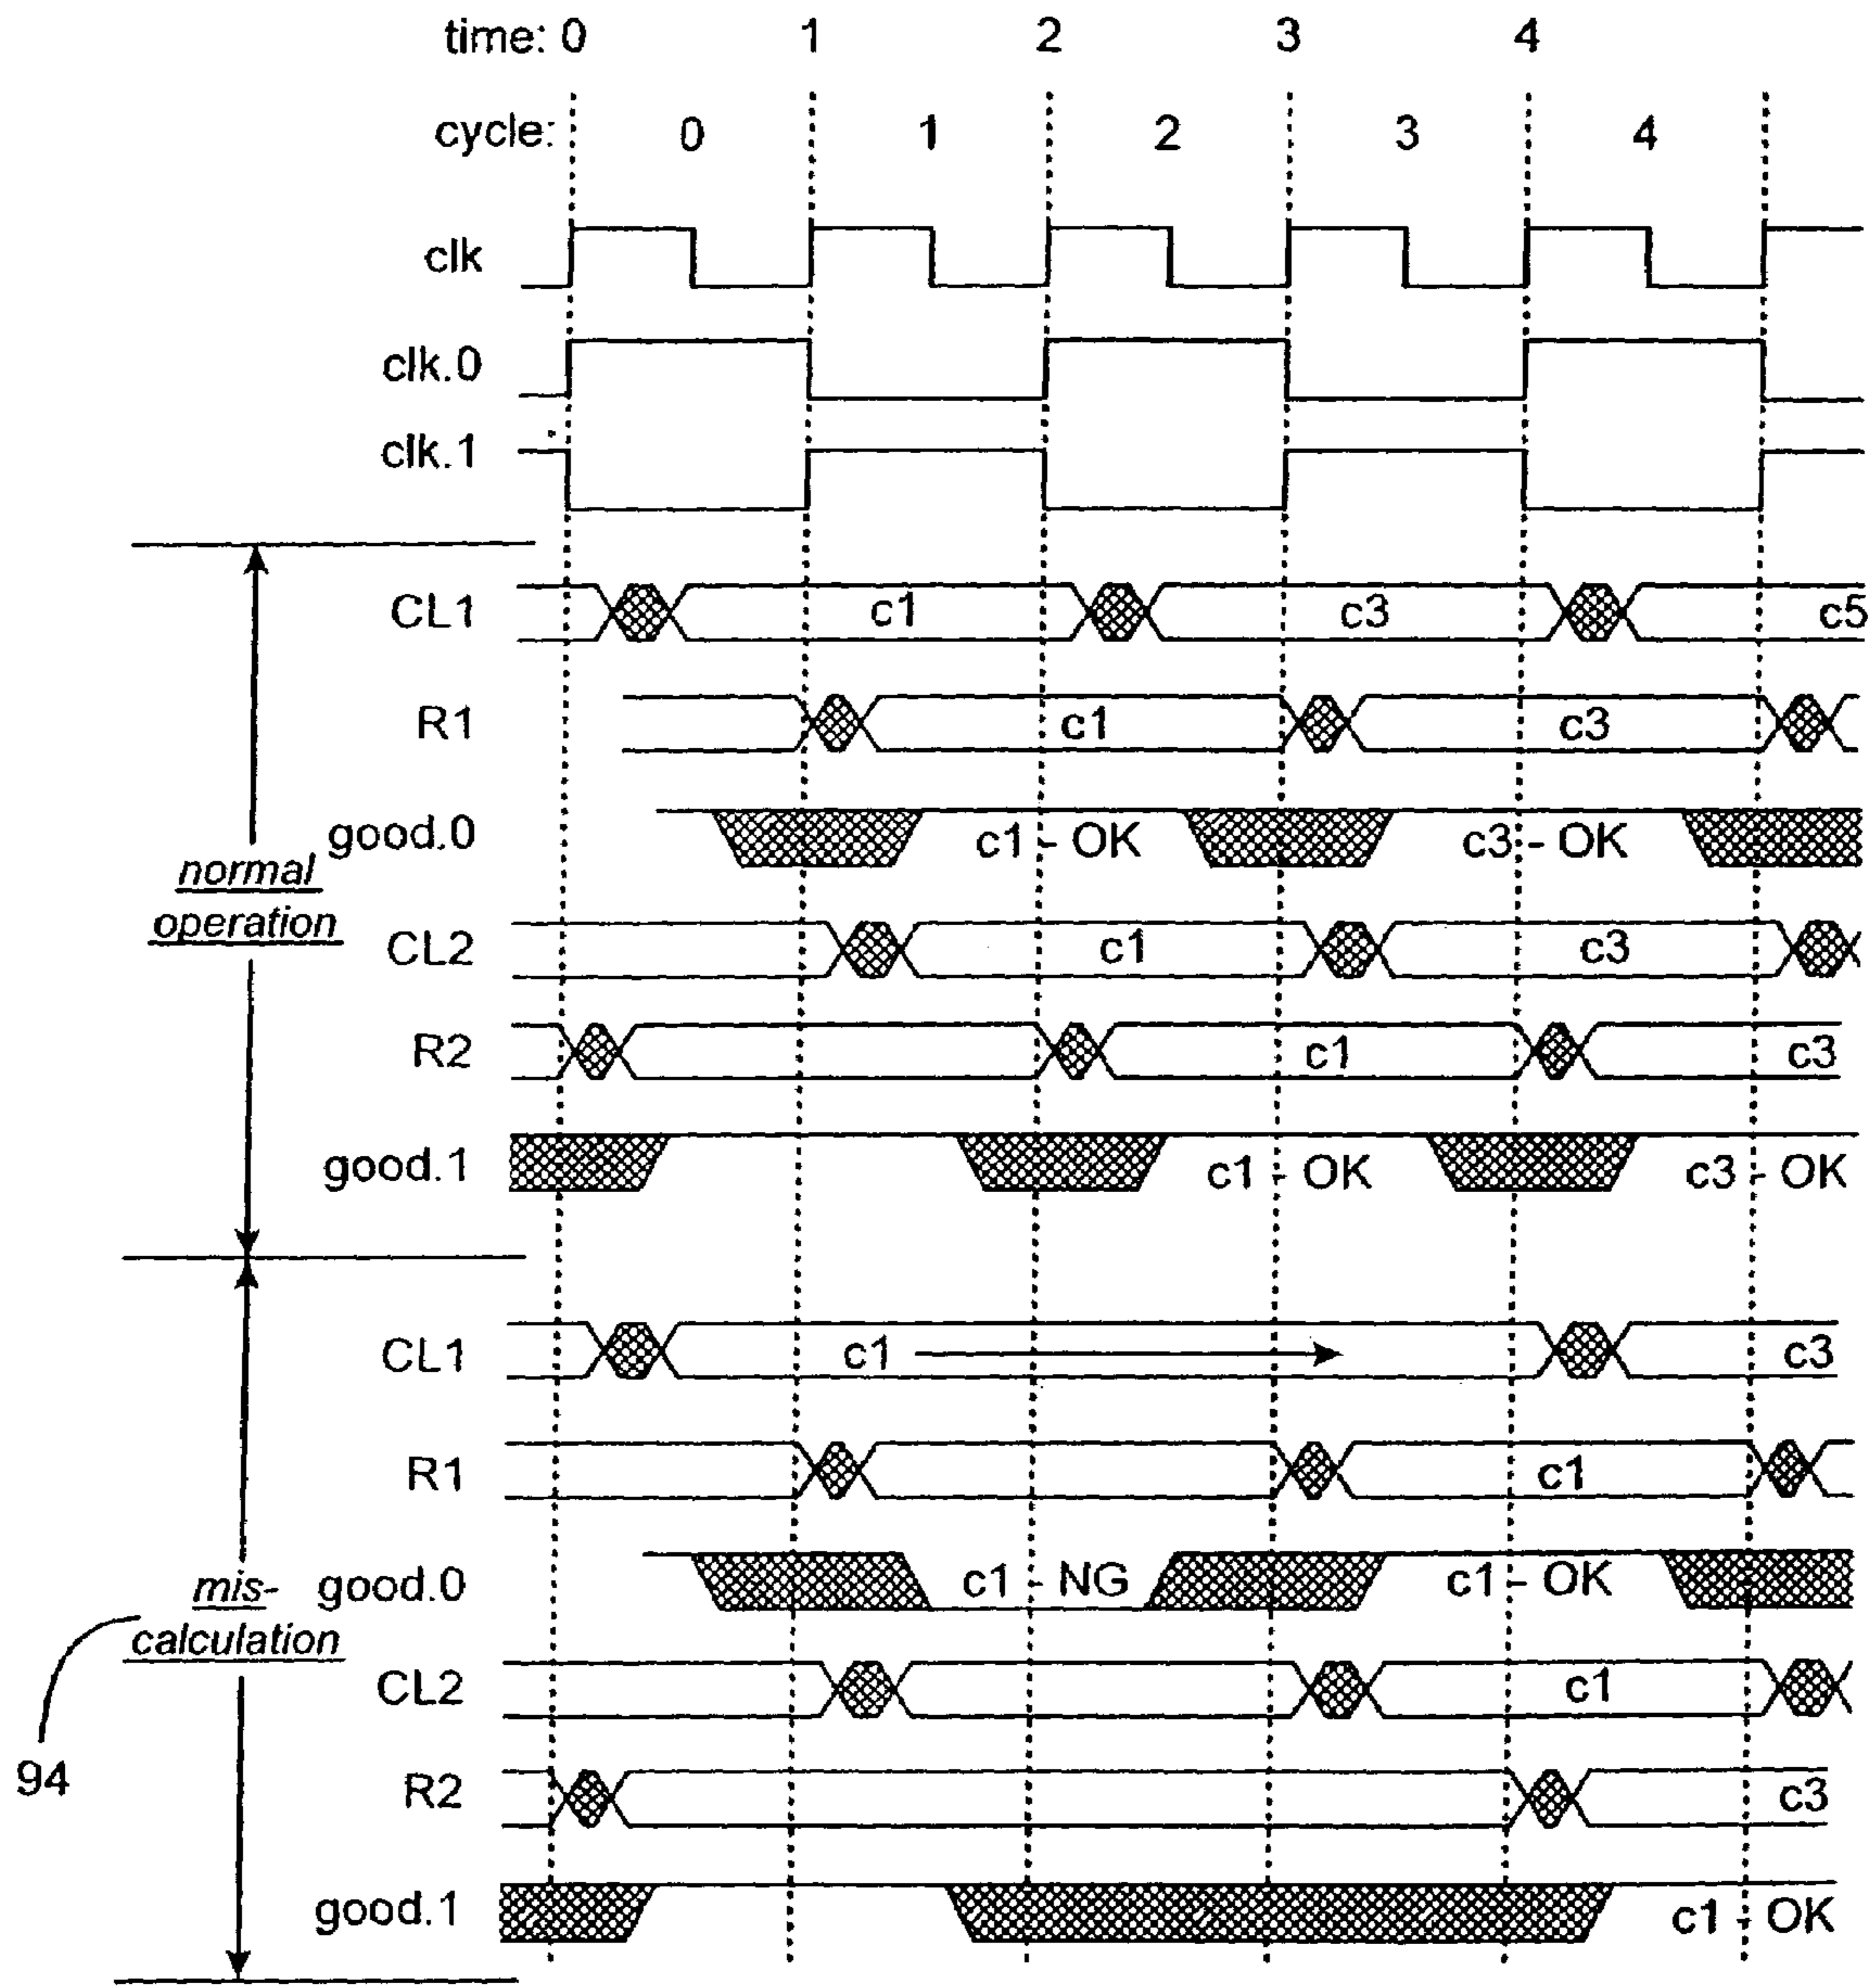 time: 0 1 2 3 4
cycle: 0 1 2 3 4
clk
clk.0
clk.1
CL1 c1 c3 c5
R1 c1 c3
good.0 c1 - OK c3 - OK
normal
operation
CL2 c1 c3
R2 c1 c3
good.1 c1 - OK c3 - OK
CL1 c1 c3
R1 c1
good.0 c1 - NG c1 - OK
mis-
calculation
CL2 c1
94
R2 c3
good.1 c1 - OK